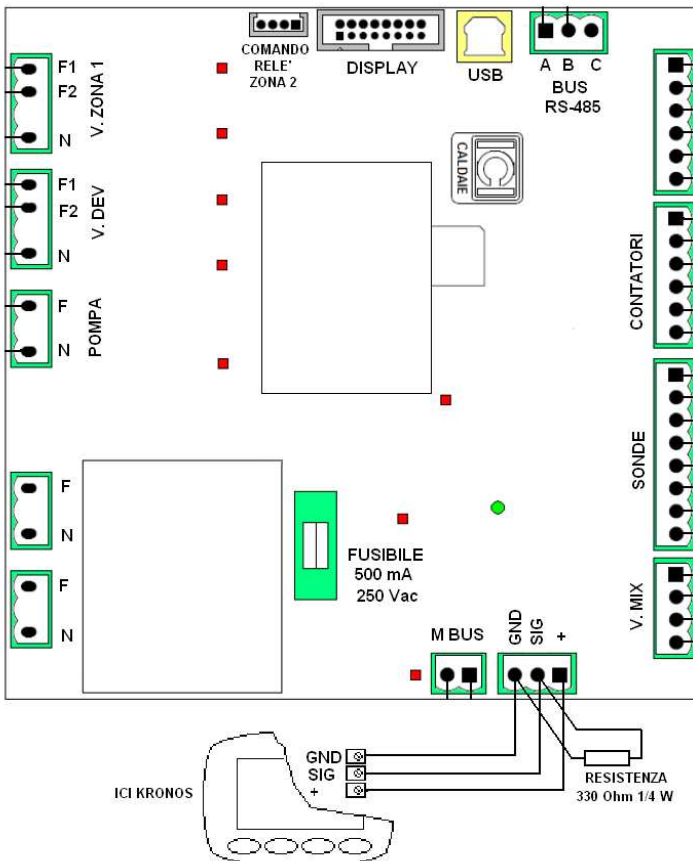 COMANDO
RELE'
ZONA 2
DISPLAY
USB
A B C
BUS
RS-485
F1
F2
N
V. ZONA 1
CALDAIE
F1
F2
N
V. DEV
CONTATORI
F
N
POMPA
SONDE
F
N
FUSIBILE
500 mA
250 Vac
F
N
V. MIX
M BUS
GND
SIG
+
GND
SIG
+
ICI KRONOS
RESISTENZA
330 Ohm 1/4 W